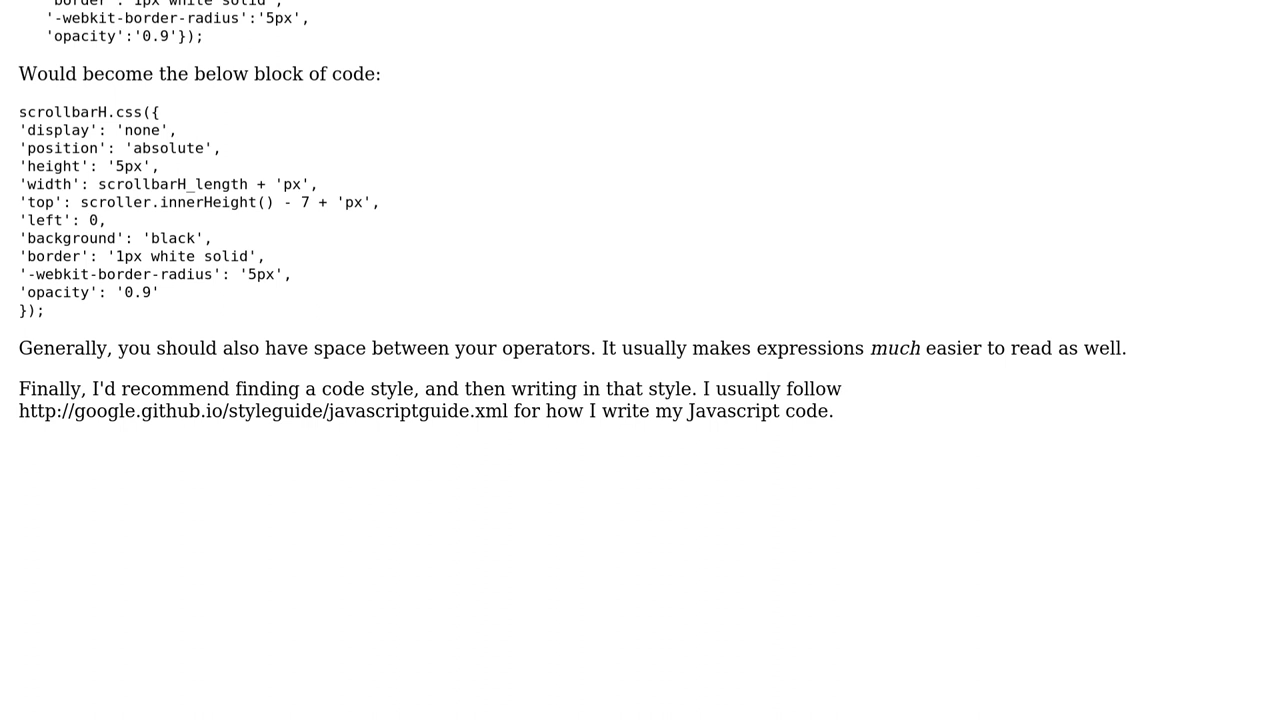 'border':'1px white solid',
'-webkit-border-radius':'5px',
'opacity':'0.9'});
Would become the below block of code:
scrollbarH.css({
'display': 'none',
'position': 'absolute',
'height': '5px',
'width': scrollbarH_length + 'px',
'top': scroller.innerHeight() - 7 + 'px',
'left': 0,
'background': 'black',
'border': '1px white solid',
'-webkit-border-radius': '5px',
'opacity': '0.9'
});
Generally, you should also have space between your operators. It usually makes expressions much easier to read as well.
Finally, I'd recommend finding a code style, and then writing in that style. I usually follow
http://google.github.io/styleguide/javascriptguide.xml for how I write my Javascript code.